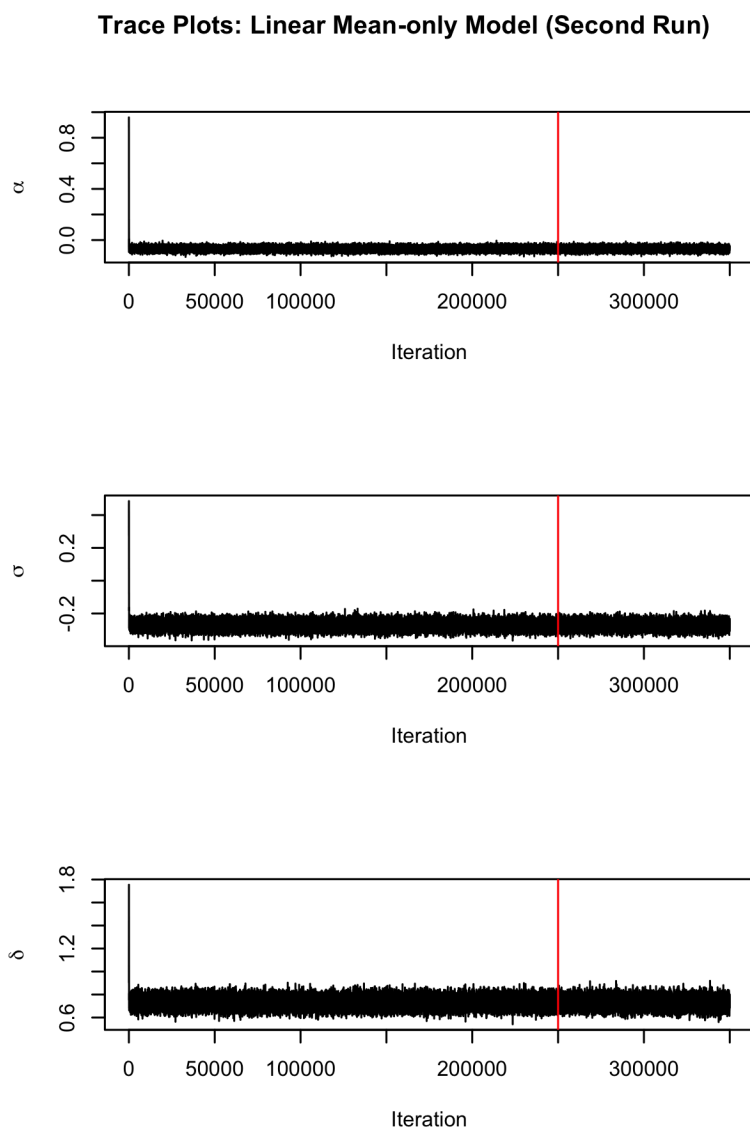 Trace Plots: Linear Mean-only Model (Second Run)
α
0.8
0.4
0.0
0 50000 100000 200000 300000
Iteration
σ
0.2
-0.2
0 50000 100000 200000 300000
Iteration
δ
1.8
1.2
0.6
0 50000 100000 200000 300000
Iteration